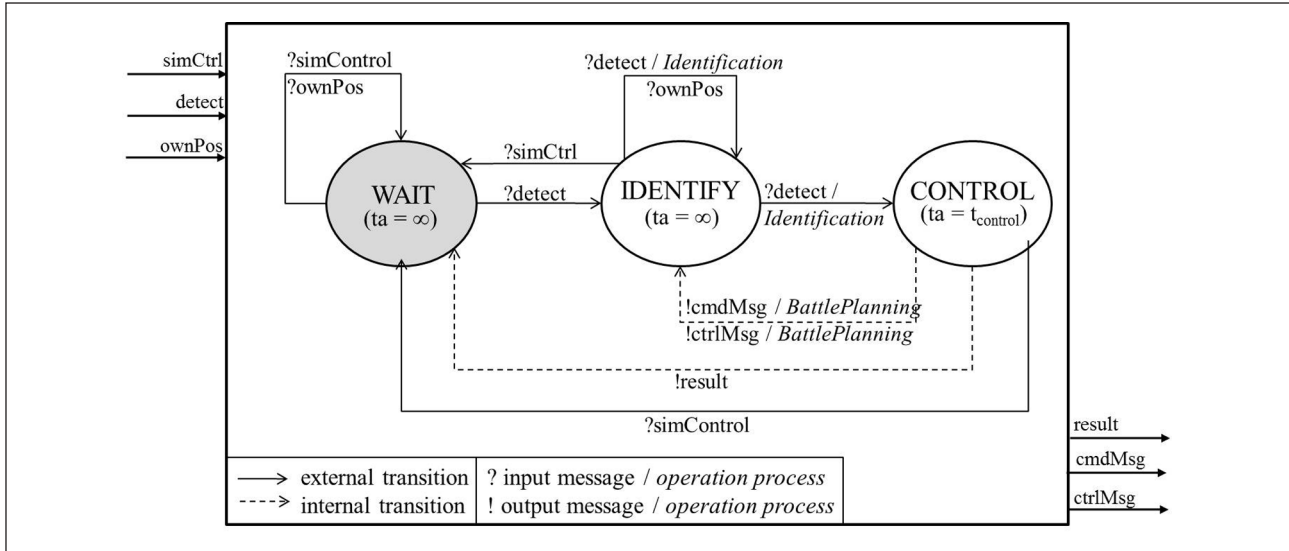 simCtrl
detect
ownPos
?simControl
?ownPos
?detect / Identification
?ownPos
?simCtrl
?detect
WAIT
(ta = ∞)
IDENTIFY
(ta = ∞)
?detect /
Identification
CONTROL
(ta = tcontrol)
!cmdMsg / BattlePlanning
!ctrlMsg / BattlePlanning
!result
?simControl
result
cmdMsg
ctrlMsg
external transition
? input message / operation process
internal transition
! output message / operation process